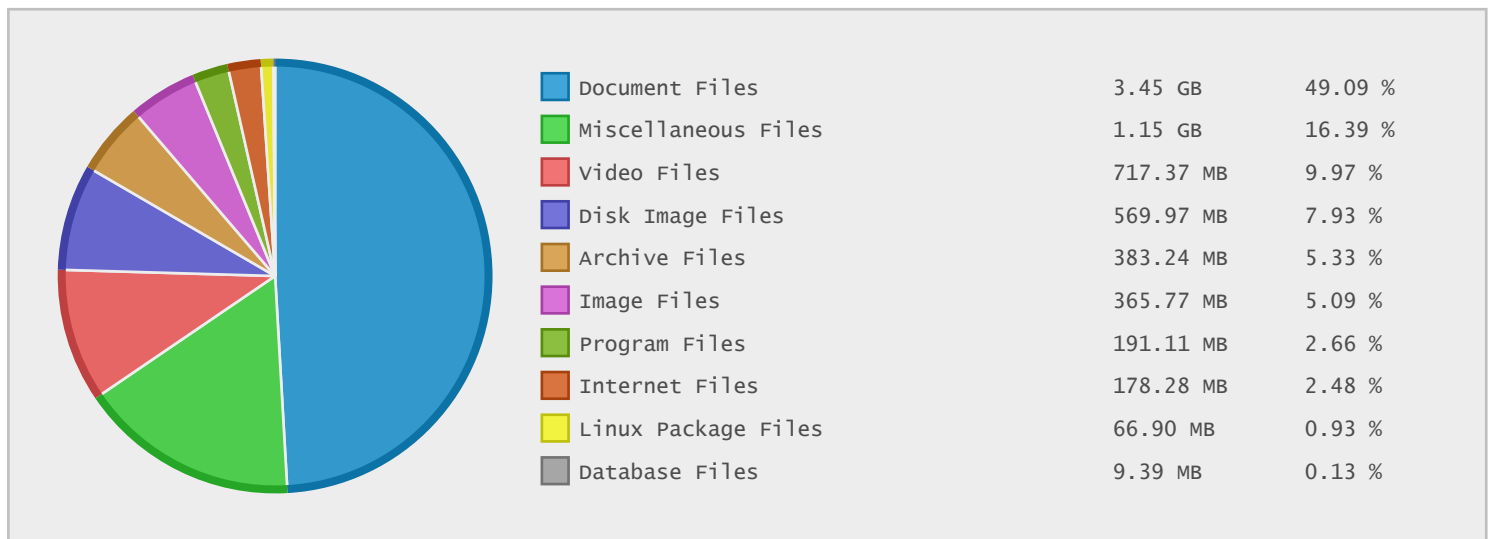 Document Files 3.45 GB 49.09 %
Miscellaneous Files 1.15 GB 16.39 %
Video Files 717.37 MB 9.97 %
Disk Image Files 569.97 MB 7.93 %
Archive Files 383.24 MB 5.33 %
Image Files 365.77 MB 5.09 %
Program Files 191.11 MB 2.66 %
Internet Files 178.28 MB 2.48 %
Linux Package Files 66.90 MB 0.93 %
Database Files 9.39 MB 0.13 %